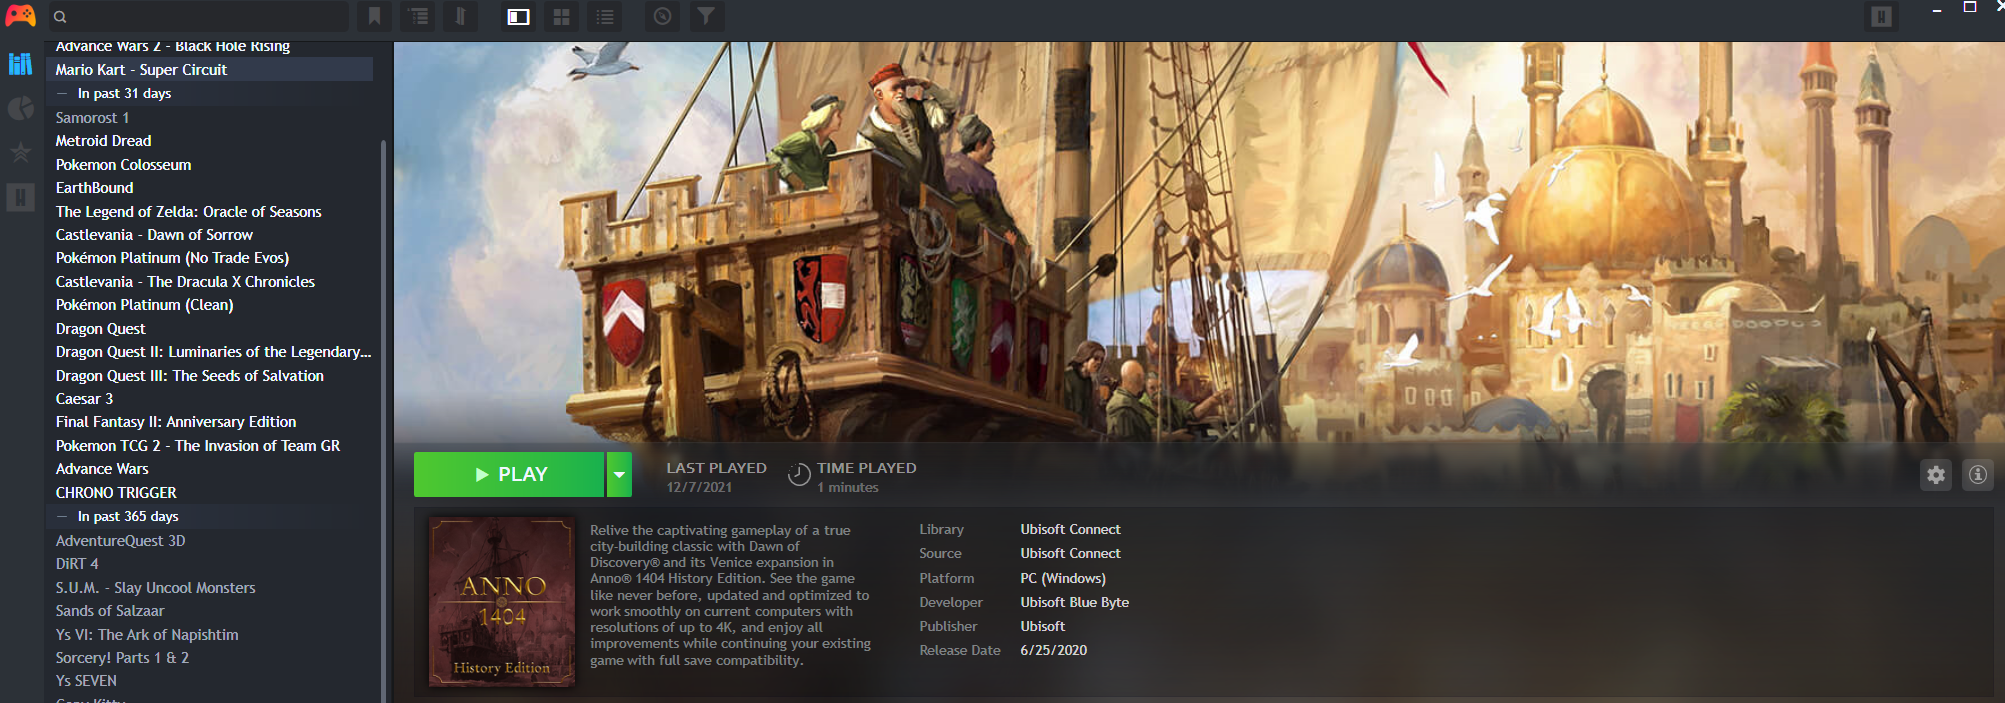 Advance Wars 2 - Black Hole Rising
Mario Kart - Super Circuit
In past 31 days
Samorost 1
Metroid Dread
Pokemon Colosseum
EarthBound
The Legend of Zelda: Oracle of Seasons
Castlevania - Dawn of Sorrow
Pokémon Platinum (No Trade Evos)
Castlevania - The Dracula X Chronicles
Pokémon Platinum (Clean)
Dragon Quest
Dragon Quest II: Luminaries of the Legendary...
Dragon Quest III: The Seeds of Salvation
Caesar 3
Final Fantasy II: Anniversary Edition
Pokemon TCG 2 - The Invasion of Team GR
Advance Wars
CHRONO TRIGGER
In past 365 days
AdventureQuest 3D
DiRT 4
S.U.M. - Slay Uncool Monsters
Sands of Salzaar
Ys VI: The Ark of Napishtim
Sorcery! Parts 1 & 2
Ys SEVEN
Cozy Kitty
PLAY
LAST PLAYED
12/7/2021
TIME PLAYED
1 minutes
ANNO
1404
History Edition
Relive the captivating gameplay of a true
city-building classic with Dawn of
Discovery® and its Venice expansion in
Anno® 1404 History Edition. See the game
like never before, updated and optimized to
work smoothly on current computers with
resolutions of up to 4K, and enjoy all
improvements while continuing your existing
game with full save compatibility.
Library Ubisoft Connect
Source Ubisoft Connect
Platform PC (Windows)
Developer Ubisoft Blue Byte
Publisher Ubisoft
Release Date 6/25/2020